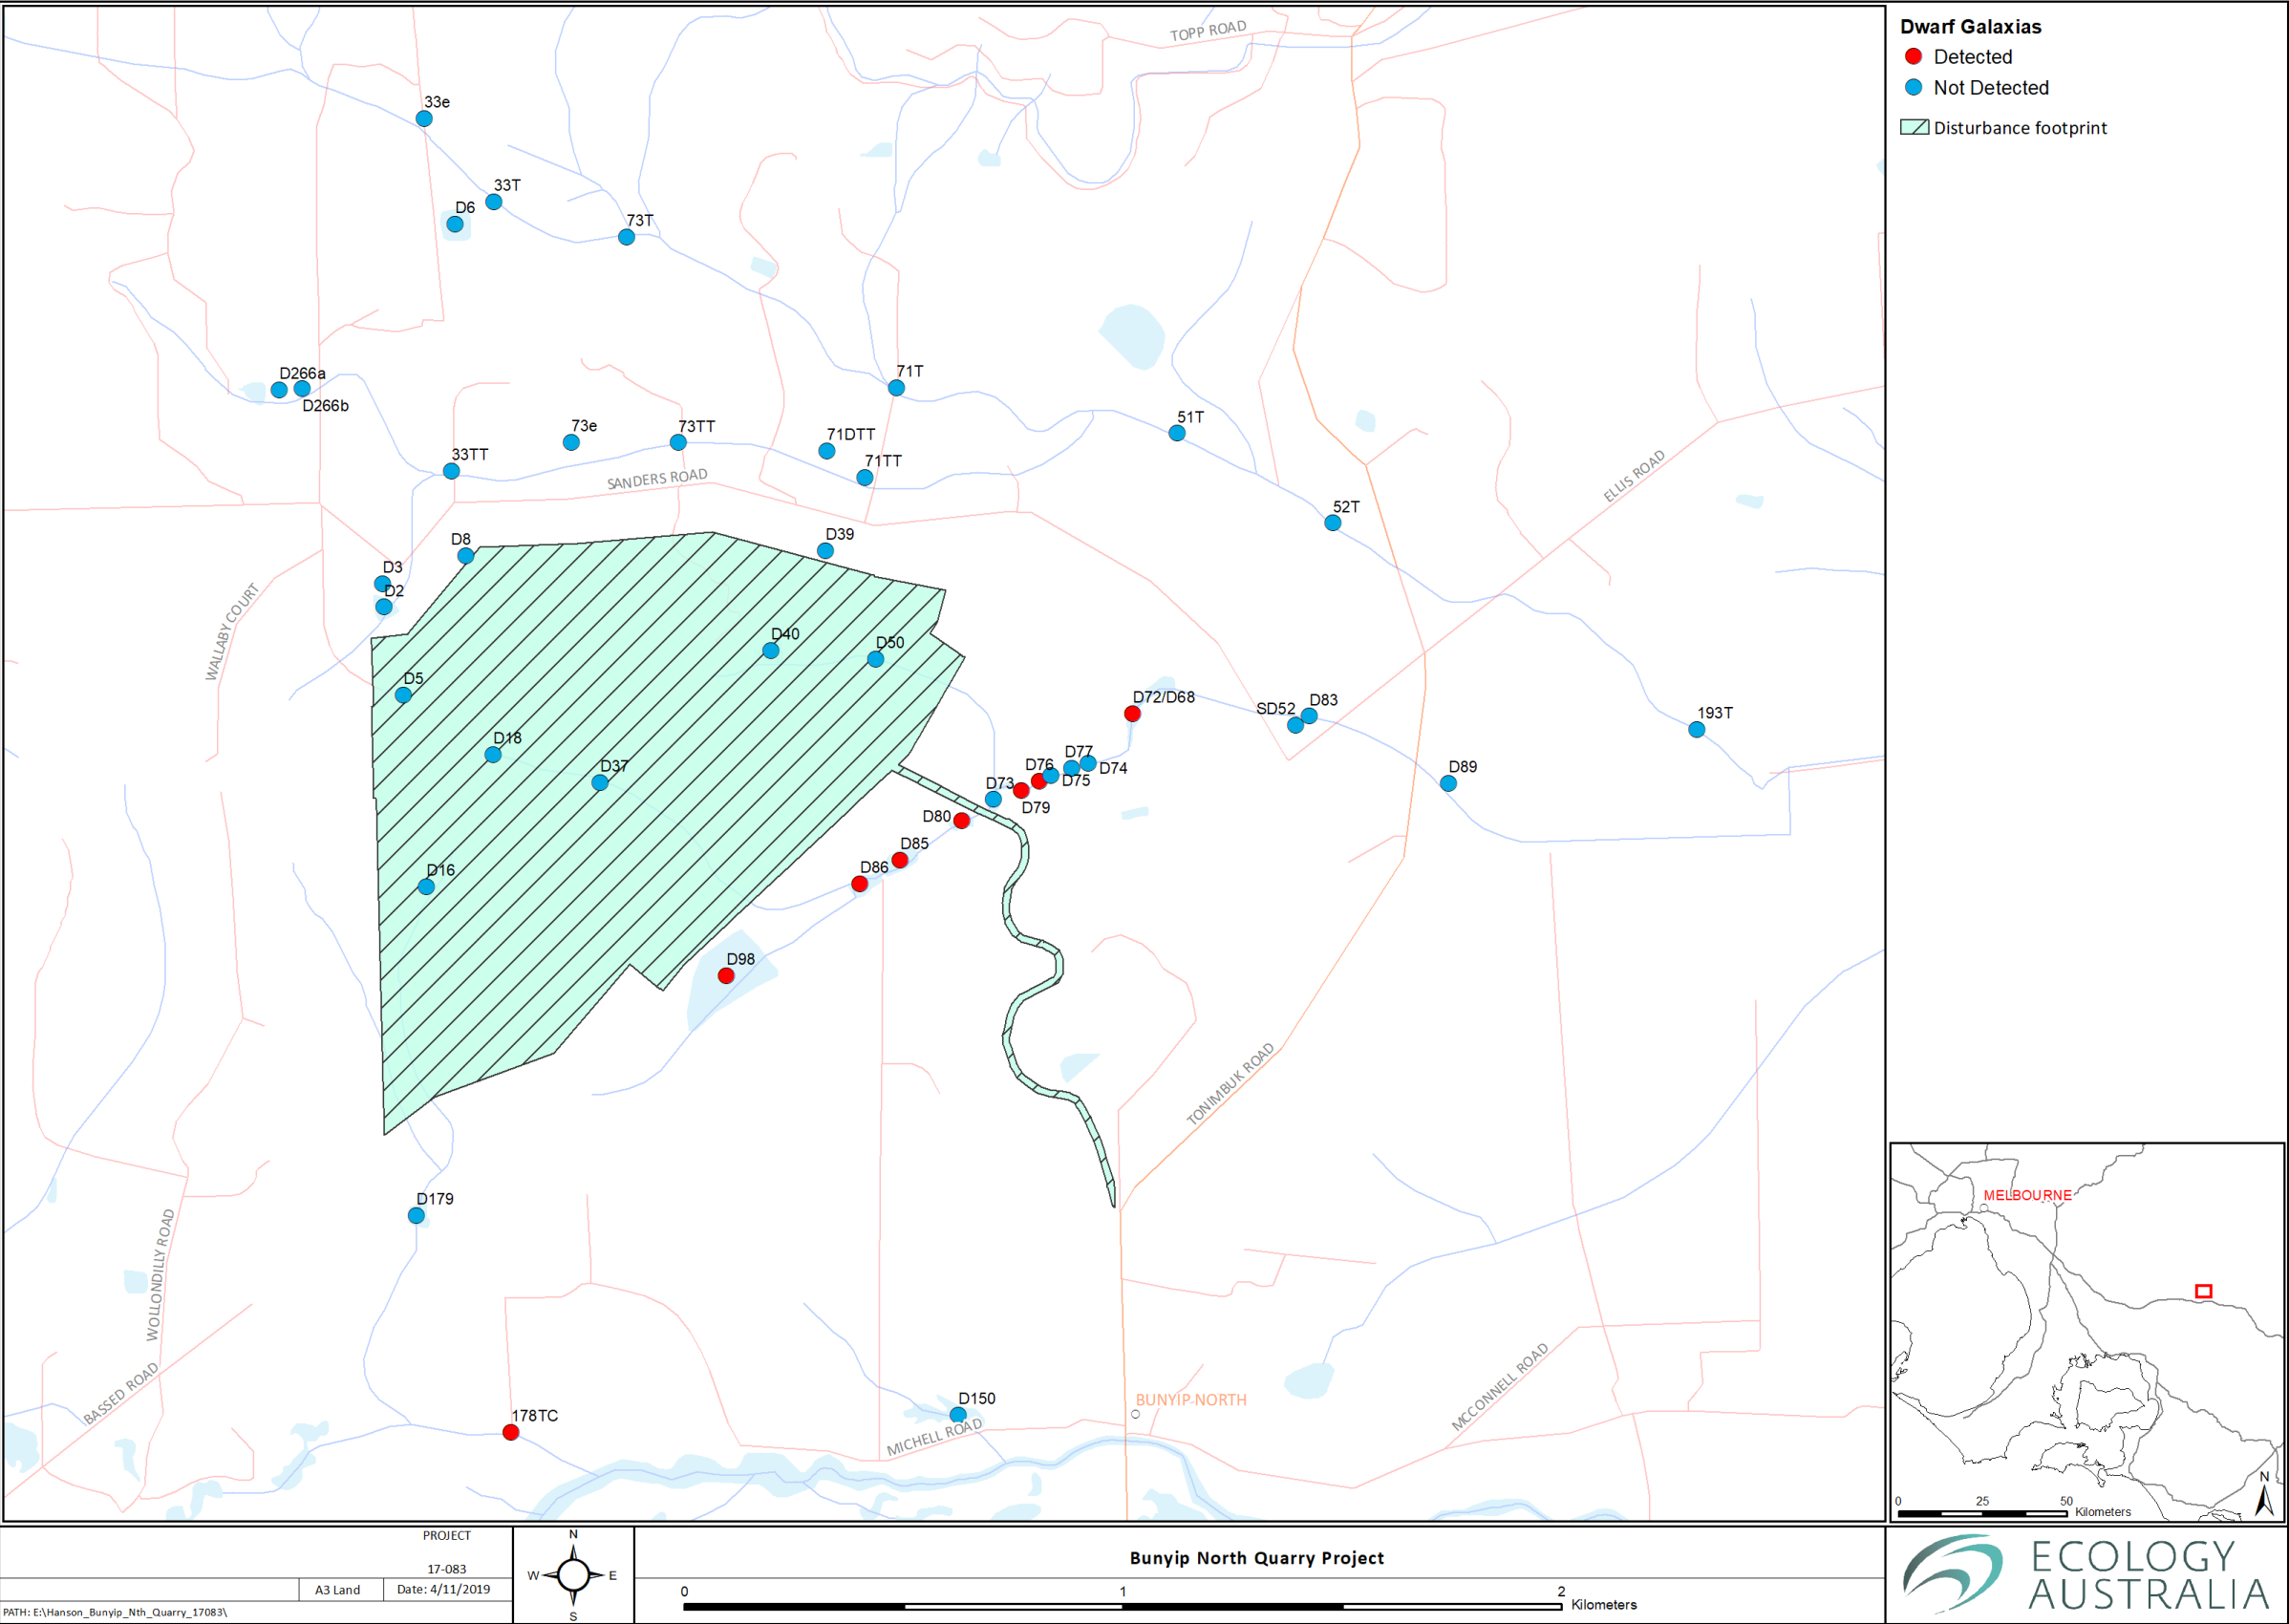 TOPP ROAD
33e
33T
D6
73T
D266a
D266b
71T
73e
73TT
71DTT
51T
33TT
71TT
SANDERS ROAD
ELLIS ROAD
52T
D8
D39
D3
D2
WALLABY COURT
D40
D50
D5
D72/D68
SD52
D83
193T
D18
D37
D76
D77
D74
D75
D73
D79
D89
D80
D85
D86
D16
D98
TONIMBUK ROAD
D179
WOLLONDILLY ROAD
BASSED ROAD
178TC
D150
MICHELL ROAD
BUNYIP NORTH
MCCONNELL ROAD
Dwarf Galaxias
Detected
Not Detected
Disturbance footprint
MELBOURNE
N
0 25 50
Kilometers
PROJECT
17-083
A3 Land
Date: 4/11/2019
PATH: E:\Hanson_Bunyip_Nth_Quarry_17083\
N
W E
S
Bunyip North Quarry Project
0 1 2
Kilometers
ECOLOGY
AUSTRALIA